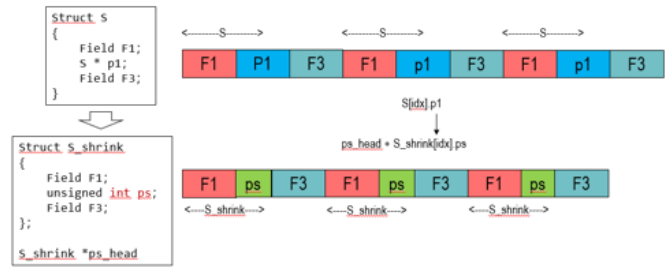 Struct S
{
Field F1;
S * p1;
Field F3;
}
<-------S------->
<-------S------->
<-------S------->
F1 P1 F3 F1 p1 F3 F1 p1 F3
S[idx].p1
ps_head + S_shrink[idx].ps
Struct S_shrink
{
Field F1;
unsigned int ps;
Field F3;
};
S_shrink *ps_head
F1 ps F3 F1 ps F3 F1 ps F3
<----S_shrink---->
<----S_shrink---->
<----S_shrink---->